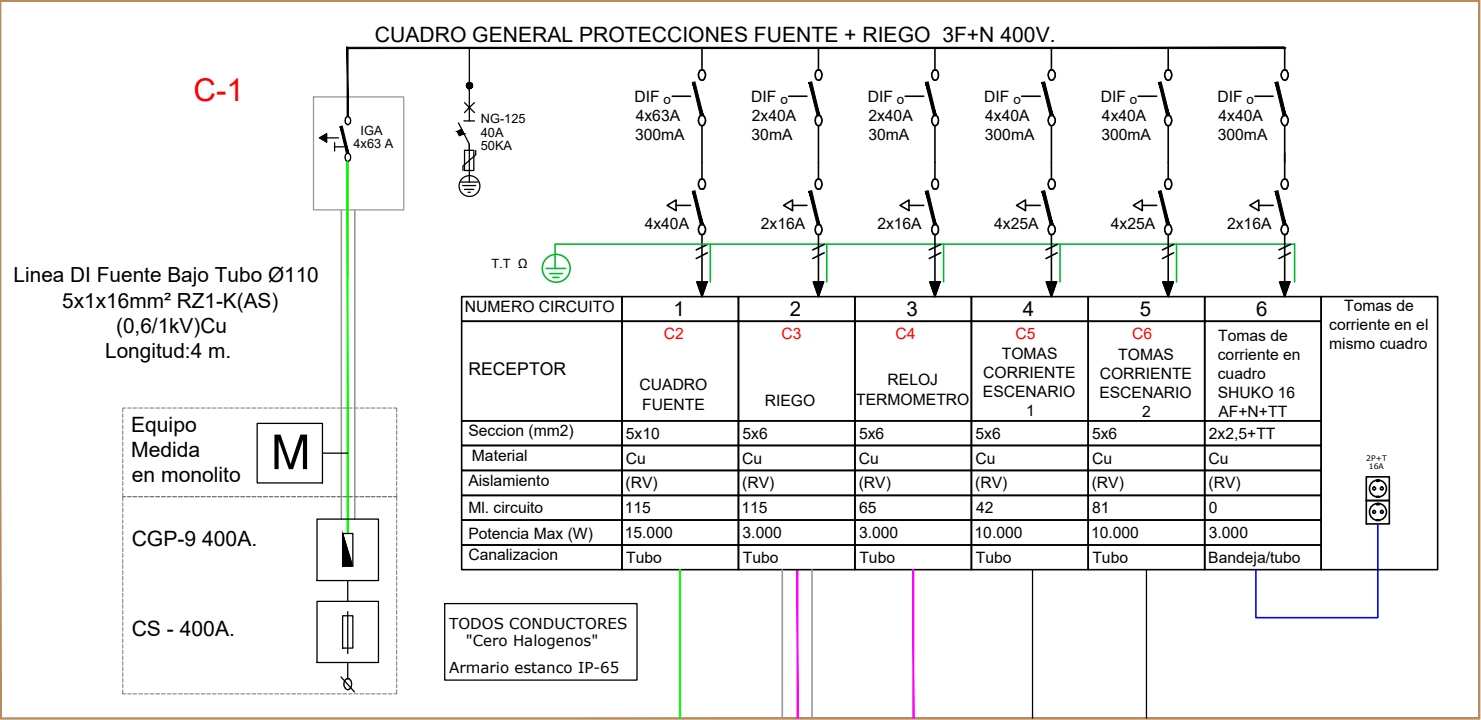 CUADRO GENERAL PROTECCIONES FUENTE + RIEGO 3F+N 400V.
C-1
IGA
4x63 A
NG-125
40A
50KA
DIF
4x63A
300mA
DIF
2x40A
30mA
DIF
2x40A
30mA
DIF
4x40A
300mA
DIF
4x40A
300mA
DIF
4x40A
300mA
4x40A
2x16A
2x16A
4x25A
4x25A
2x16A
T.T Ω
Linea DI Fuente Bajo Tubo Ø110
5x1x16mm² RZ1-K(AS)
(0,6/1kV)Cu
Longitud:4 m.
Equipo
Medida
en monolito
M
CGP-9 400A.
CS - 400A.
NUMERO CIRCUITO 1 2 3 4 5 6
RECEPTOR
C2
CUADRO
FUENTE
C3
RIEGO
C4
RELOJ
TERMOMETRO
C5
TOMAS
CORRIENTE
ESCENARIO
1
C6
TOMAS
CORRIENTE
ESCENARIO
2
Tomas de
corriente en
cuadro
SHUKO 16
AF+N+TT
Seccion (mm2) 5x10 5x6 5x6 5x6 5x6 2x2,5+TT
Material Cu Cu Cu Cu Cu Cu
Aislamiento (RV) (RV) (RV) (RV) (RV) (RV)
Ml. circuito 115 115 65 42 81 0
Potencia Max (W) 15.000 3.000 3.000 10.000 10.000 3.000
Canalizacion Tubo Tubo Tubo Tubo Tubo Bandeja/tubo
Tomas de
corriente en el
mismo cuadro
2P+T
16A
TODOS CONDUCTORES
"Cero Halogenos"
Armario estanco IP-65